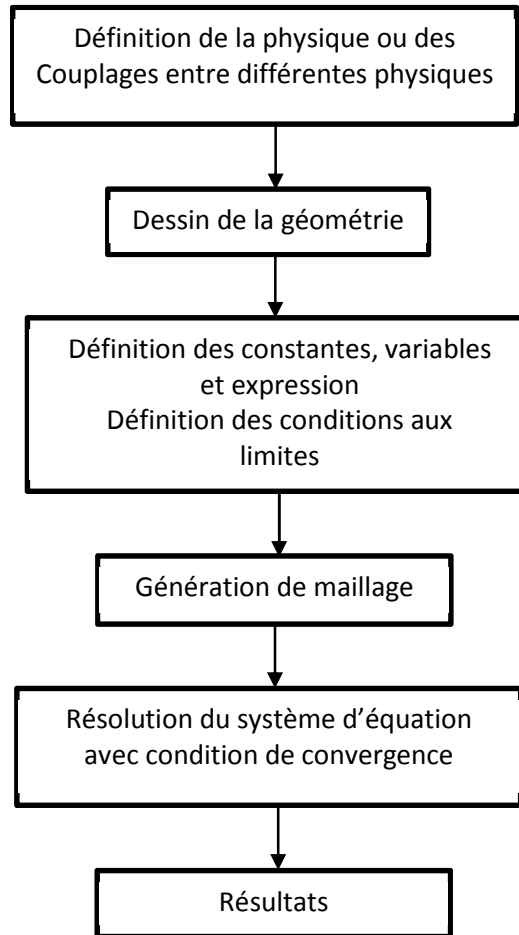 Définition de la physique ou des
Couplages entre différentes physiques
Dessin de la géométrie
Définition des constantes, variables
et expression
Définition des conditions aux
limites
Génération de maillage
Résolution du système d’équation
avec condition de convergence
Résultats